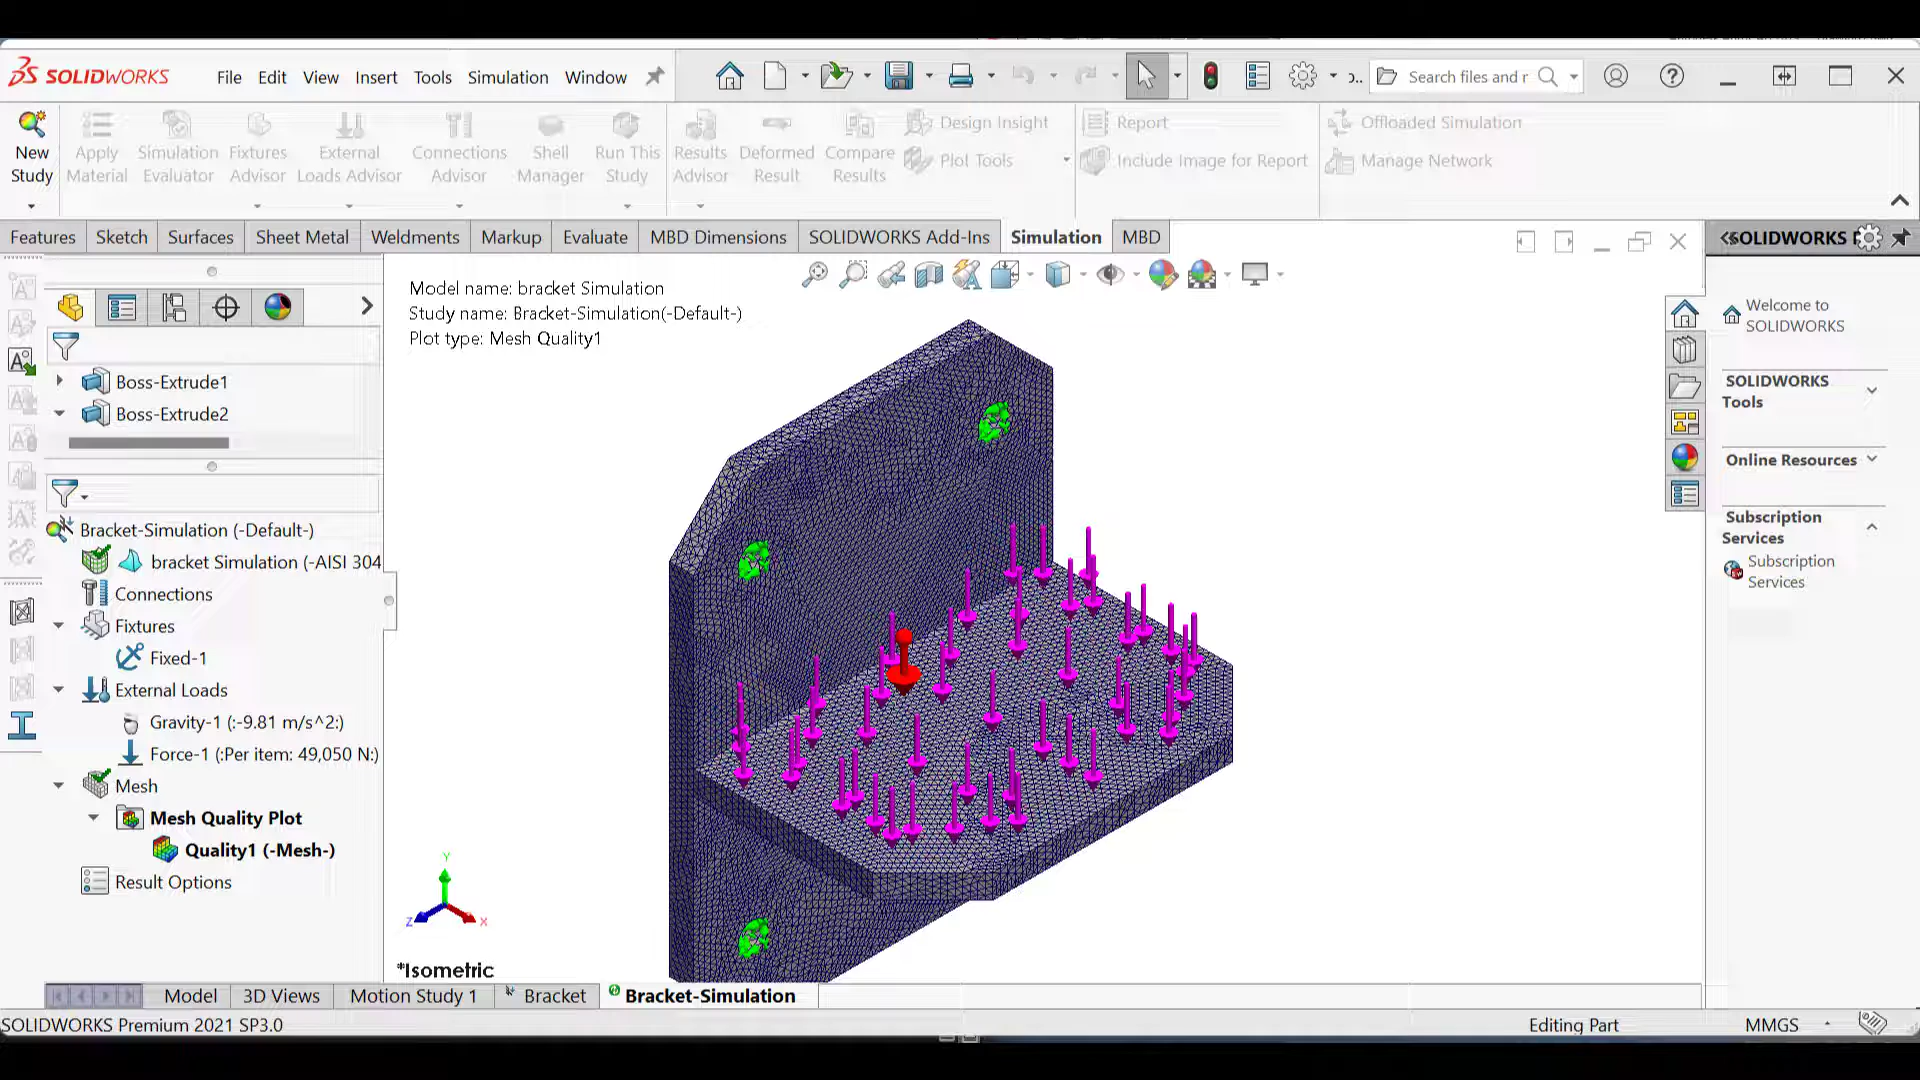 SOLIDWORKS File Edit View Insert Tools Simulation Window Search files and r
New Study
Apply Material
Simulation Evaluator
Fixtures Advisor
External Loads Advisor
Connections Advisor
Shell Manager
Run This Study
Results Advisor
Deformed Result
Compare Results
Design Insight
Plot Tools
Report
Include Image for Report
Offloaded Simulation
Manage Network
Features Sketch Surfaces Sheet Metal Weldments Markup Evaluate MBD Dimensions SOLIDWORKS Add-Ins Simulation MBD
SOLIDWORKS
Boss-Extrude1
Boss-Extrude2
Bracket-Simulation (-Default-)
bracket Simulation (-AISI 304
Connections
Fixtures
Fixed-1
External Loads
Gravity-1 (:-9.81 m/s^2:)
Force-1 (:Per item: 49,050 N:)
Mesh
Mesh Quality Plot
Quality1 (-Mesh-)
Result Options
Model name: bracket Simulation
Study name: Bracket-Simulation(-Default-)
Plot type: Mesh Quality1
Y
Z
X
*Isometric
Welcome to
SOLIDWORKS
SOLIDWORKS
Tools
Online Resources
Subscription
Services
Subscription
Services
Model 3D Views Motion Study 1 Bracket Bracket-Simulation
SOLIDWORKS Premium 2021 SP3.0 Editing Part MMGS